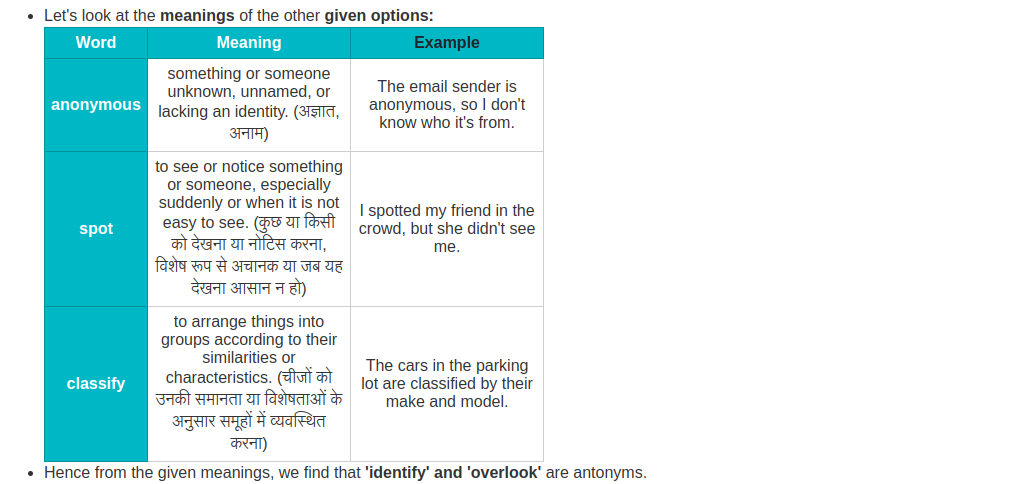 Let's look at the meanings of the other given options:
Word Meaning Example
anonymous
something or someone
unknown, unnamed, or
lacking an identity. (अज्ञात,
अनाम)
The email sender is
anonymous, so I don't
know who it's from.
spot
to see or notice something
or someone, especially
suddenly or when it is not
easy to see. (कुछ या किसी
को देखना या नोटिस करना,
विशेष रूप से अचानक या जब यह
देखना आसान न हो)
I spotted my friend in the
crowd, but she didn't see
me.
classify
to arrange things into
groups according to their
similarities or
characteristics. (चीजों को
उनकी समानता या विशेषताओं के
अनुसार समूहों में व्यवस्थित
करना)
The cars in the parking
lot are classified by their
make and model.
Hence from the given meanings, we find that 'identify' and 'overlook' are antonyms.